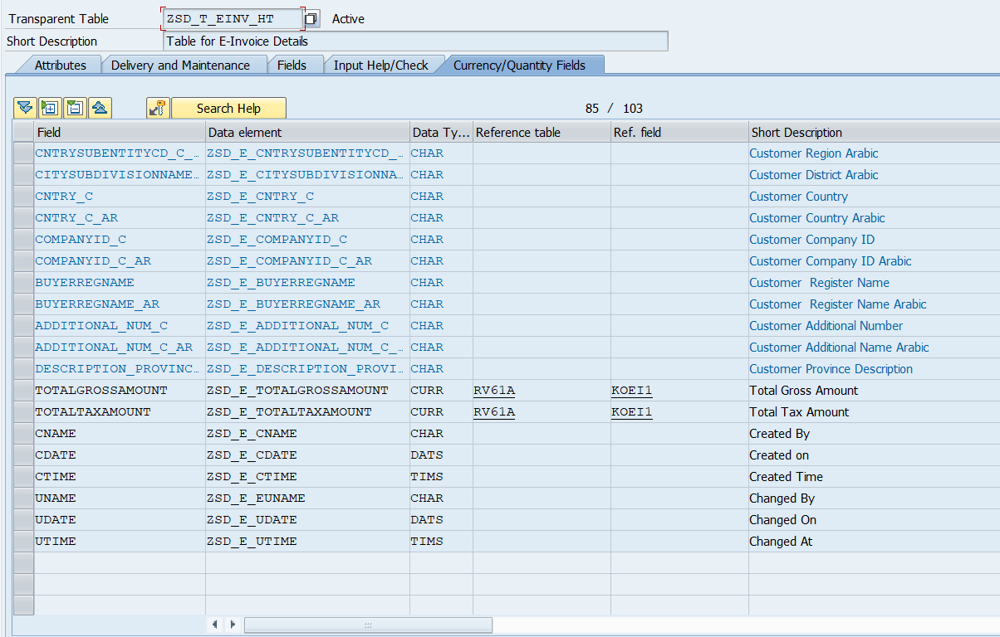 Transparent Table ZSD_T_EINV_HT Active
Short Description Table for E-Invoice Details
Attributes Delivery and Maintenance Fields Input Help/Check Currency/Quantity Fields
Search Help 85 / 103
Field Data element Data Ty... Reference table Ref. field Short Description
CNTRYSUBENTITYCD_C_… ZSD_E_CNTRYSUBENTITYCD_… CHAR Customer Region Arabic
CITYSUBDIVISIONNAME… ZSD_E_CITYSUBDIVISIONNA… CHAR Customer District Arabic
CNTRY_C ZSD_E_CNTRY_C CHAR Customer Country
CNTRY_C_AR ZSD_E_CNTRY_C_AR CHAR Customer Country Arabic
COMPANYID_C ZSD_E_COMPANYID_C CHAR Customer Company ID
COMPANYID_C_AR ZSD_E_COMPANYID_C_AR CHAR Customer Company ID Arabic
BUYERREGNAME ZSD_E_BUYERREGNAME CHAR Customer  Register Name
BUYERREGNAME_AR ZSD_E_BUYERREGNAME_AR CHAR Customer  Register Name Arabic
ADDITIONAL_NUM_C ZSD_E_ADDITIONAL_NUM_C CHAR Customer Additional Number
ADDITIONAL_NUM_C_AR ZSD_E_ADDITIONAL_NUM_C_… CHAR Customer Additional Name Arabic
DESCRIPTION_PROVINC… ZSD_E_DESCRIPTION_PROVI… CHAR Customer Province Description
TOTALGROSSAMOUNT ZSD_E_TOTALGROSSAMOUNT CURR RV61A KOEI1 Total Gross Amount
TOTALTAXAMOUNT ZSD_E_TOTALTAXAMOUNT CURR RV61A KOEI1 Total Tax Amount
CNAME ZSD_E_CNAME CHAR Created By
CDATE ZSD_E_CDATE DATS Created on
CTIME ZSD_E_CTIME TIMS Created Time
UNAME ZSD_E_EUNAME CHAR Changed By
UDATE ZSD_E_UDATE DATS Changed On
UTIME ZSD_E_UTIME TIMS Changed At